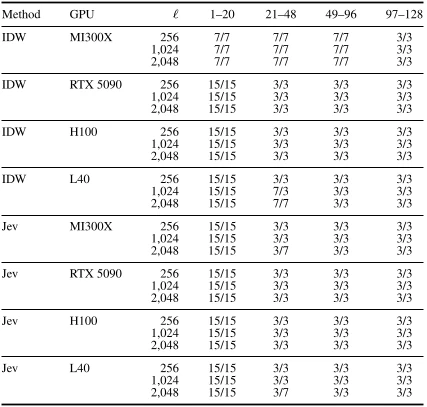 Method GPU ℓ 1–20 21–48 49–96 97–128
IDW MI300X 256 7/7 7/7 7/7 3/3
1,024 7/7 7/7 7/7 3/3
2,048 7/7 7/7 7/7 3/3
IDW RTX 5090 256 15/15 3/3 3/3 3/3
1,024 15/15 3/3 3/3 3/3
2,048 15/15 3/3 3/3 3/3
IDW H100 256 15/15 3/3 3/3 3/3
1,024 15/15 3/3 3/3 3/3
2,048 15/15 3/3 3/3 3/3
IDW L40 256 15/15 3/3 3/3 3/3
1,024 15/15 7/3 3/3 3/3
2,048 15/15 7/7 3/3 3/3
Jev MI300X 256 15/15 3/3 3/3 3/3
1,024 15/15 3/3 3/3 3/3
2,048 15/15 3/7 3/3 3/3
Jev RTX 5090 256 15/15 3/3 3/3 3/3
1,024 15/15 3/3 3/3 3/3
2,048 15/15 3/3 3/3 3/3
Jev H100 256 15/15 3/3 3/3 3/3
1,024 15/15 3/3 3/3 3/3
2,048 15/15 3/3 3/3 3/3
Jev L40 256 15/15 3/3 3/3 3/3
1,024 15/15 3/3 3/3 3/3
2,048 15/15 3/7 3/3 3/3